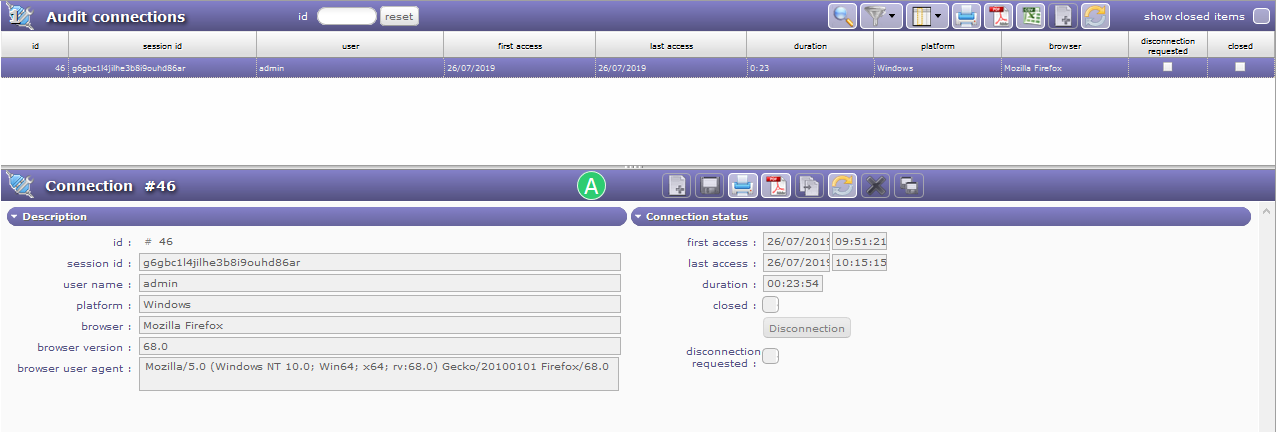 Audit connections id reset show closed items
id session id user first access last access duration platform browser disconnection requested closed
46 g6gbc1l4jilhe3b8i9ouhd86ar admin 26/07/2019 26/07/2019 0:23 Windows Mozilla Firefox
Connection #46 A
Description
id : # 46
session id : g6gbc1l4jilhe3b8i9ouhd86ar
user name : admin
platform : Windows
browser : Mozilla Firefox
browser version : 68.0
browser user agent : Mozilla/5.0 (Windows NT 10.0; Win64; x64; rv:68.0) Gecko/20100101 Firefox/68.0
Connection status
first access : 26/07/2019 09:51:21
last access : 26/07/2019 10:15:15
duration : 00:23:54
closed :
Disconnection
disconnection
requested :